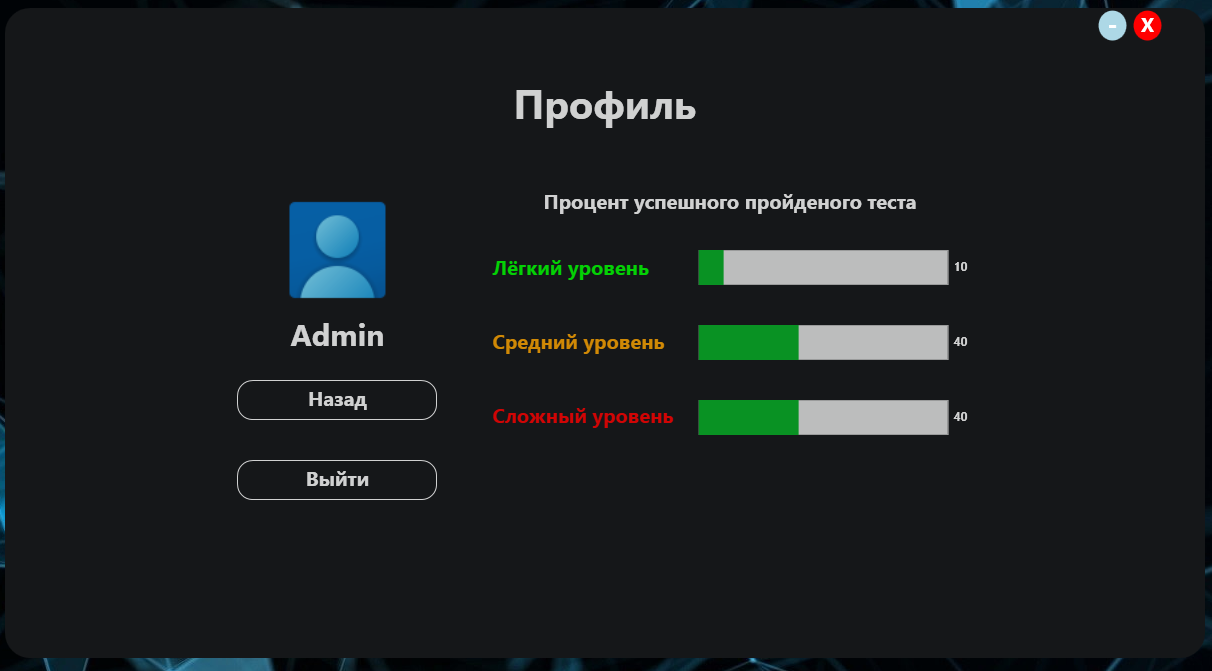 -
X
Профиль
Процент успешного пройденого теста
Лёгкий уровень
10
Средний уровень
40
Сложный уровень
40
Admin
Назад
Выйти